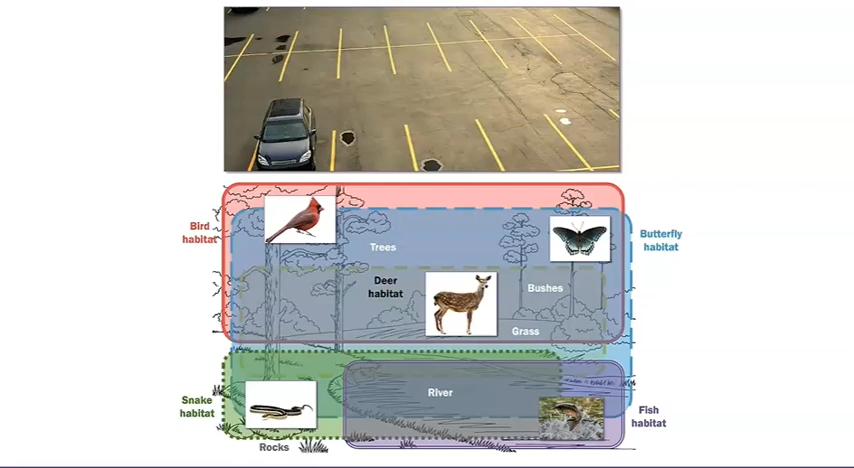 Bird
habitat
Butterfly
habitat
Trees
Deer
habitat
Bushes
Grass
Snake
habitat
River
Fish
habitat
Rocks